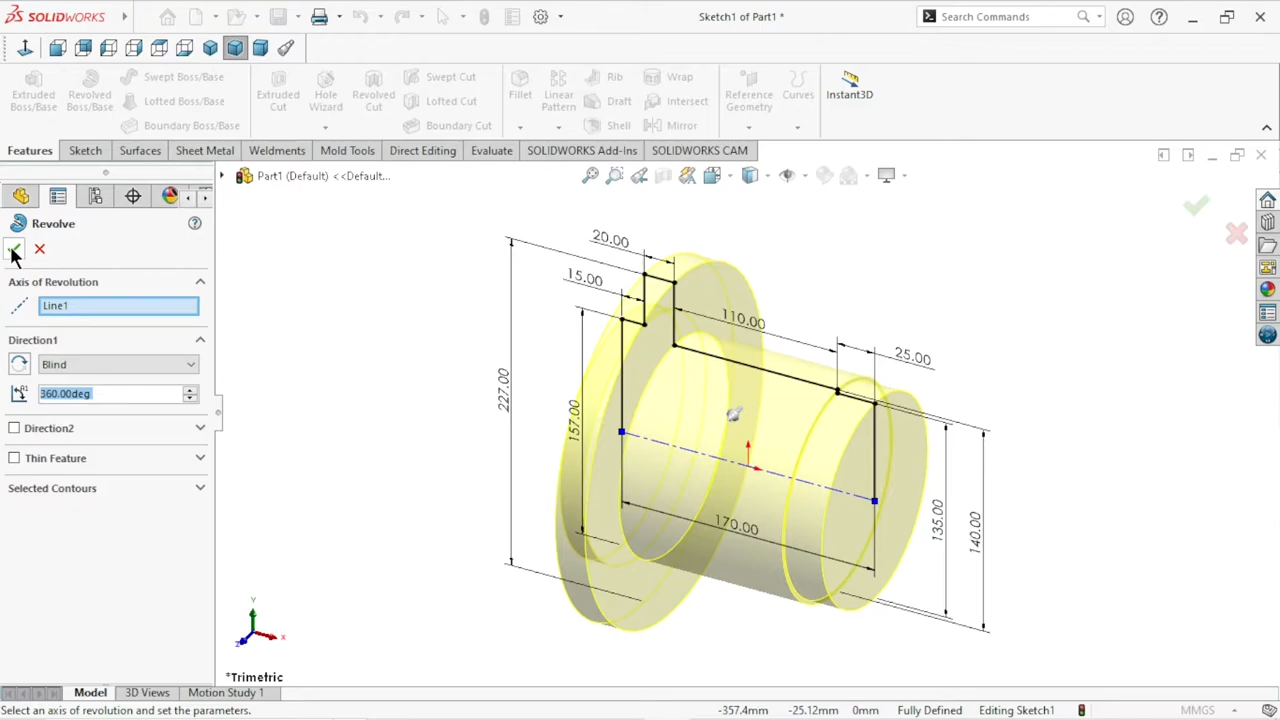 SOLIDWORKS
Sketch1 of Part1 *
Search Commands
Extruded Boss/Base
Revolved Boss/Base
Swept Boss/Base
Lofted Boss/Base
Boundary Boss/Base
Extruded Cut
Hole Wizard
Revolved Cut
Swept Cut
Lofted Cut
Boundary Cut
Fillet
Linear Pattern
Rib
Draft
Shell
Wrap
Intersect
Mirror
Reference Geometry
Curves
Instant3D
Features
Sketch
Surfaces
Sheet Metal
Weldments
Mold Tools
Direct Editing
Evaluate
SOLIDWORKS Add-Ins
SOLIDWORKS CAM
Part1 (Default) <<Default...
Revolve
Axis of Revolution
Line1
Direction1
Blind
360.00deg
Direction2
Thin Feature
Selected Contours
20.00
15.00
110.00
25.00
227.00
157.00
170.00
135.00
140.00
Y
X
Z
*Trimetric
Model
3D Views
Motion Study 1
Select an axis of revolution and set the parameters.
-357.4mm
-25.12mm
0mm
Fully Defined
Editing Sketch1
MMGS